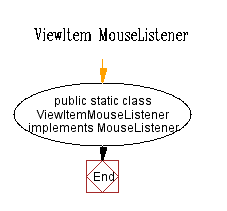 ViewItem MouseListener
public static class
ViewItemMouseListener
implements MouseListener
End